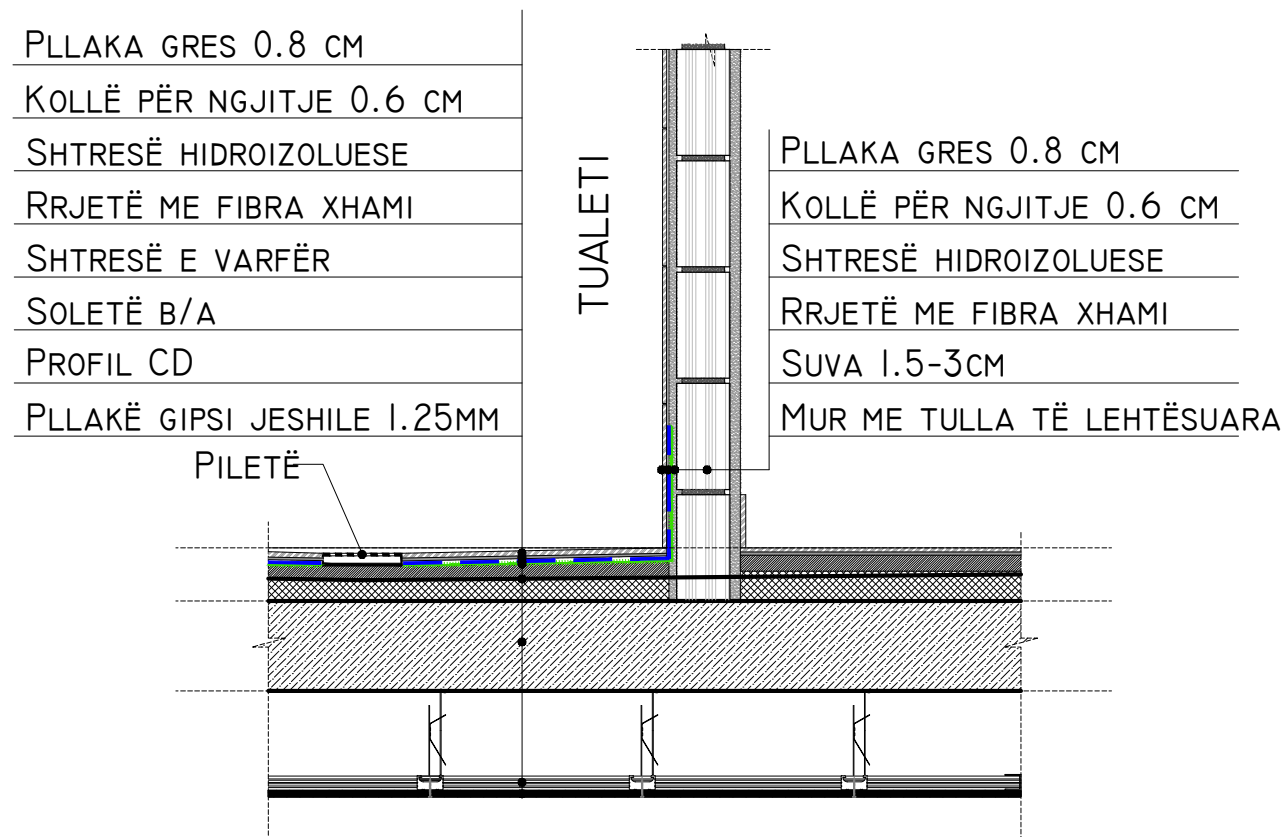 PLLAKA GRES 0.8 CM
KOLLË PËR NGJITJE 0.6 CM
SHTRESË HIDROIZOLUESE
RRJETË ME FIBRA XHAMI
SHTRESË E VARFËR
SOLETË B/A
PROFIL CD
PLLAKË GIPSI JESHILE 1.25MM
PILETË
TUALETI
PLLAKA GRES 0.8 CM
KOLLË PËR NGJITJE 0.6 CM
SHTRESË HIDROIZOLUESE
RRJETË ME FIBRA XHAMI
SUVA 1.5-3CM
MUR ME TULLA TË LEHTËSUARA